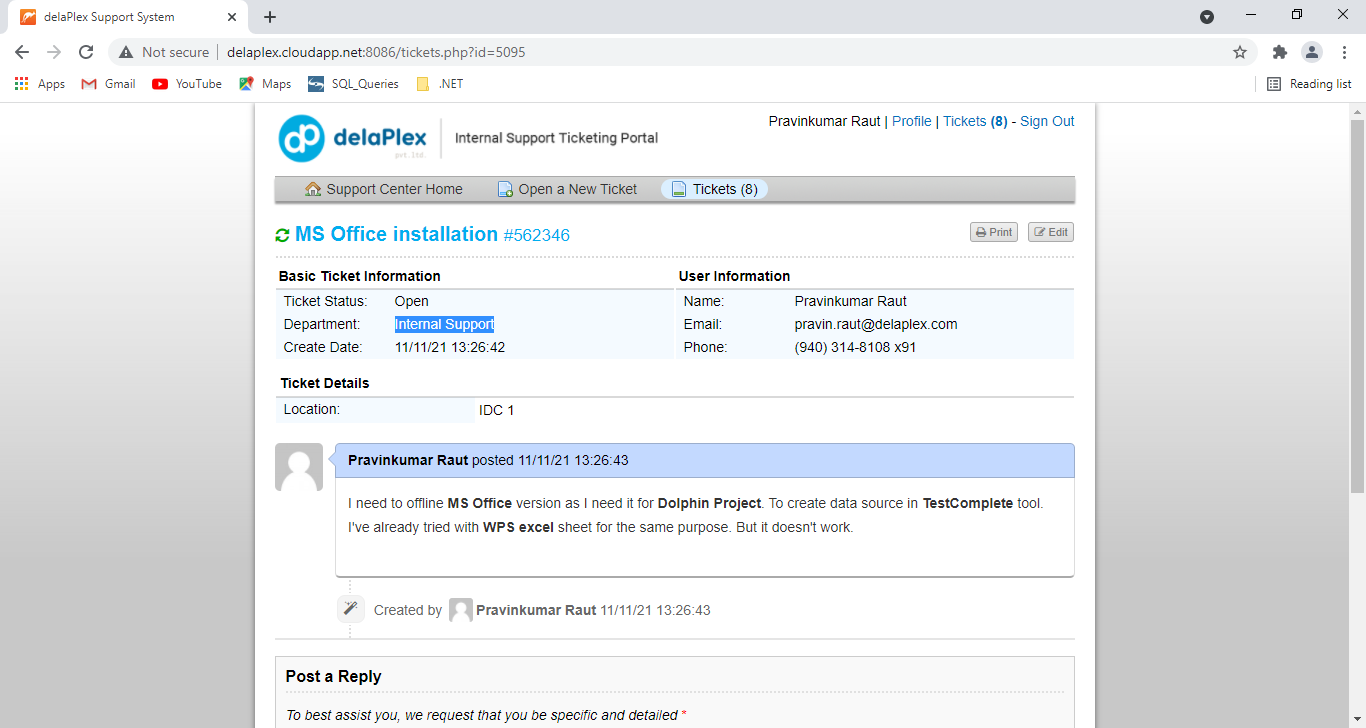 delaPlex Support System
Not secure | delaplex.cloudapp.net:8086/tickets.php?id=5095
Apps Gmail YouTube Maps SQL_Queries .NET Reading list
delaPlex pvt. ltd. Internal Support Ticketing Portal
Pravinkumar Raut | Profile | Tickets (8) - Sign Out
Support Center Home Open a New Ticket Tickets (8)
MS Office installation #562346 Print Edit
Basic Ticket Information User Information
Ticket Status: Open Name: Pravinkumar Raut
Department: Internal Support Email: pravin.raut@delaplex.com
Create Date: 11/11/21 13:26:42 Phone: (940) 314-8108 x91
Ticket Details
Location: IDC 1
Pravinkumar Raut posted 11/11/21 13:26:43
I need to offline MS Office version as I need it for Dolphin Project. To create data source in TestComplete tool.
I've already tried with WPS excel sheet for the same purpose. But it doesn't work.
Created by Pravinkumar Raut 11/11/21 13:26:43
Post a Reply
To best assist you, we request that you be specific and detailed *